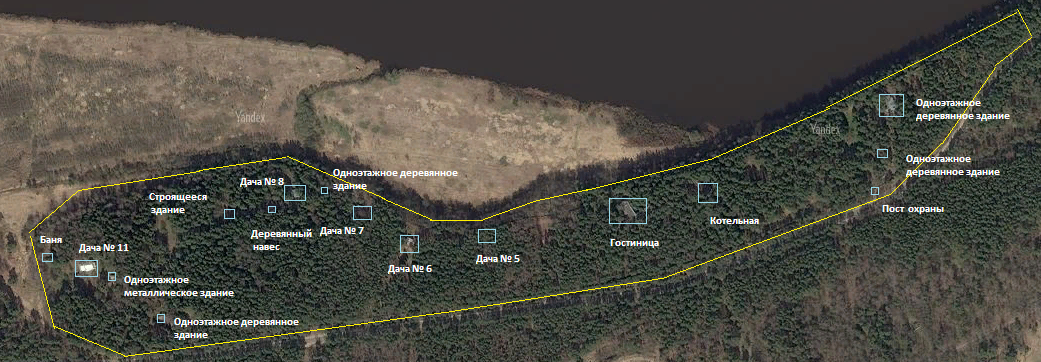 Одноэтажное
деревянное здание
Yandex
Yandex
Одноэтажное
деревянное здание
Одноэтажное деревянное
здание
Дача № 8
Строящееся
здание
Пост охраны
Котельная
Деревянный
навес
Дача № 7
Баня
Дача № 11
Гостиница
Дача № 5
Дача № 6
Одноэтажное
металлическое здание
Одноэтажное деревянное
здание